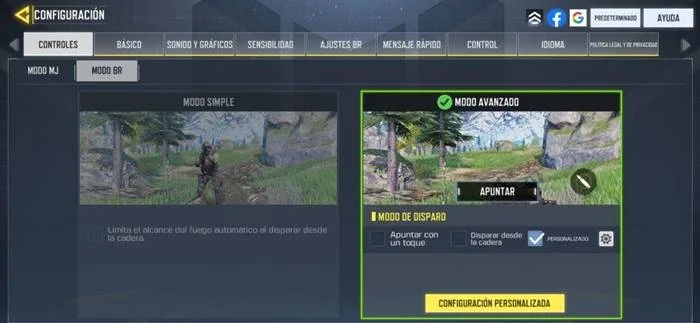 CONFIGURACIÓN
PREDETERMINADO
AYUDA
CONTROLES
BÁSICO
SONIDO Y GRÁFICOS
SENSIBILIDAD
AJUSTES BR
MENSAJE RÁPIDO
CONTROL
IDIOMA
POLÍTICA LEGAL Y DE PRIVACIDAD
MODO MJ
MODO BR
MODO SIMPLE
Limita el alcance del fuego automático al disparar desde
la cadera.
MODO AVANZADO
APUNTAR
MODO DE DISPARO
Apuntar con
un toque
Disparar desde
la cadera
PERSONALIZADO
CONFIGURACIÓN PERSONALIZADA